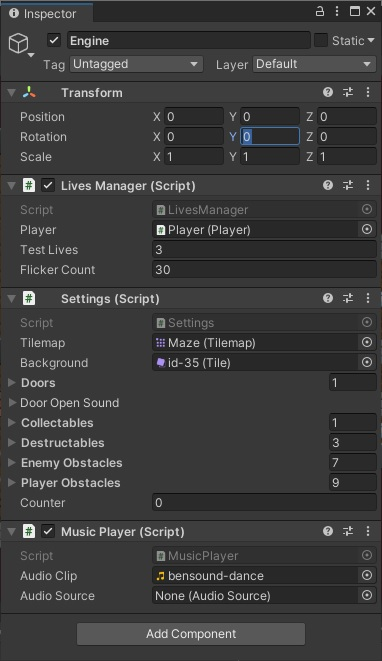 Inspector
Engine Static
Tag Untagged Layer Default
Transform
Position X 0 Y 0 Z 0
Rotation X 0 Y 0 Z 0
Scale X 1 Y 1 Z 1
# Lives Manager (Script)
Script # LivesManager
Player # Player (Player)
Test Lives 3
Flicker Count 30
# Settings (Script)
Script # Settings
Tilemap Maze (Tilemap)
Background id-35 (Tile)
Doors 1
Door Open Sound
Collectables 1
Destructables 3
Enemy Obstacles 7
Player Obstacles 9
Counter 0
# Music Player (Script)
Script # MusicPlayer
Audio Clip bensound-dance
Audio Source None (Audio Source)
Add Component